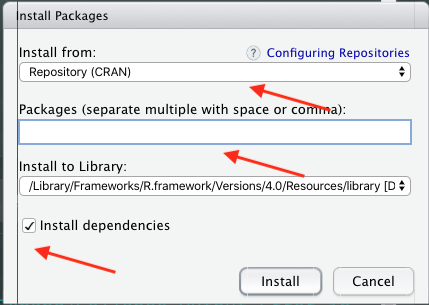 Install Packages
Install from:
? Configuring Repositories
Repository (CRAN)
Packages (separate multiple with space or comma):
Install to Library:
/Library/Frameworks/R.framework/Versions/4.0/Resources/library [D
Install dependencies
Install
Cancel